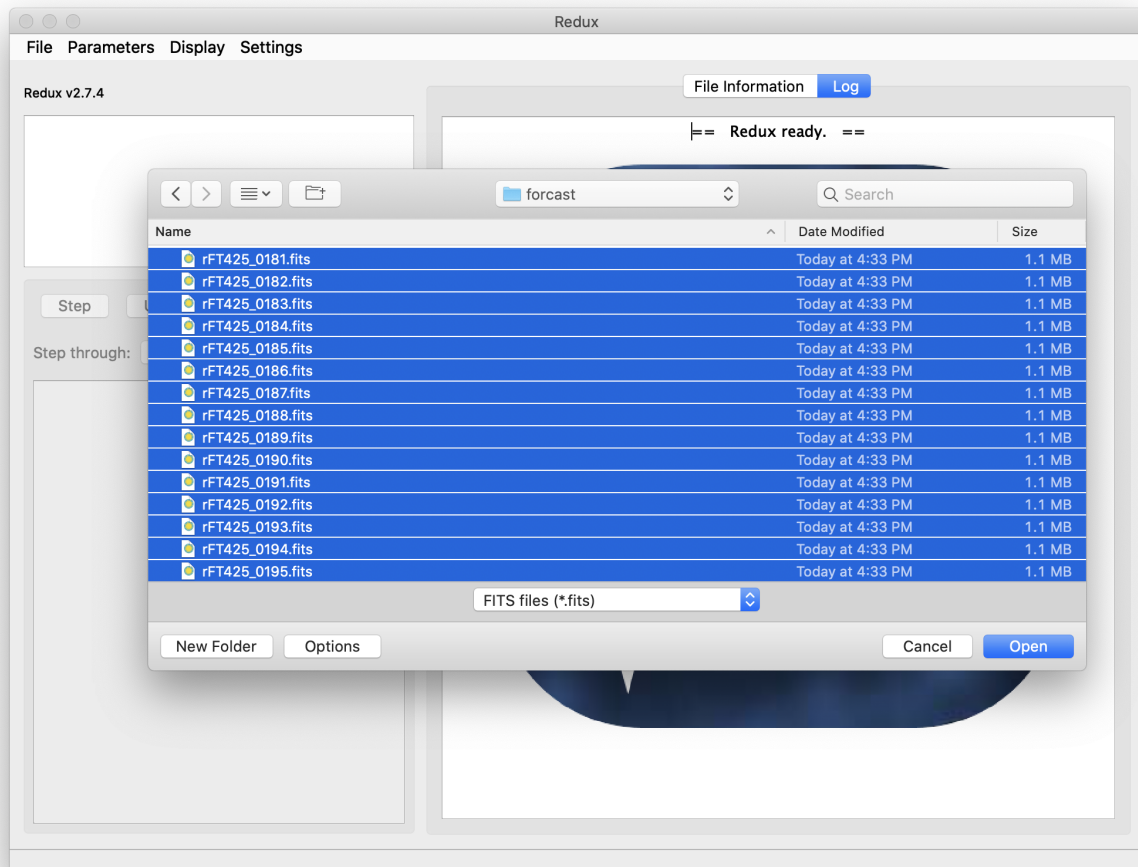 Redux
File Parameters Display Settings
Redux v2.7.4
File Information Log
== Redux ready. ==
forcast
Search
Name Date Modified Size
rFT425_0181.fits Today at 4:33 PM 1.1 MB
rFT425_0182.fits Today at 4:33 PM 1.1 MB
rFT425_0183.fits Today at 4:33 PM 1.1 MB
rFT425_0184.fits Today at 4:33 PM 1.1 MB
rFT425_0185.fits Today at 4:33 PM 1.1 MB
rFT425_0186.fits Today at 4:33 PM 1.1 MB
rFT425_0187.fits Today at 4:33 PM 1.1 MB
rFT425_0188.fits Today at 4:33 PM 1.1 MB
rFT425_0189.fits Today at 4:33 PM 1.1 MB
rFT425_0190.fits Today at 4:33 PM 1.1 MB
rFT425_0191.fits Today at 4:33 PM 1.1 MB
rFT425_0192.fits Today at 4:33 PM 1.1 MB
rFT425_0193.fits Today at 4:33 PM 1.1 MB
rFT425_0194.fits Today at 4:33 PM 1.1 MB
rFT425_0195.fits Today at 4:33 PM 1.1 MB
Step
Step through:
FITS files (*.fits)
New Folder Options Cancel Open